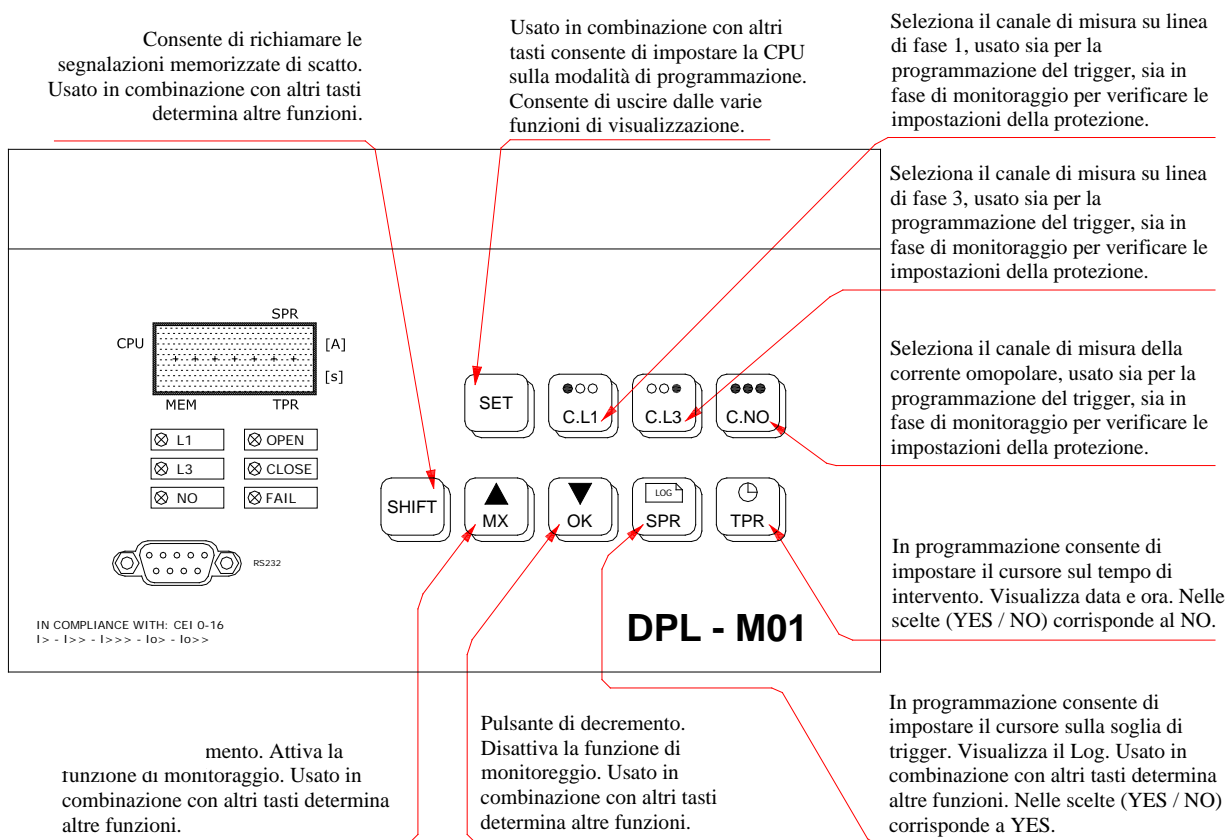 Consente di richiamare le
segnalazioni memorizzate di scatto.
Usato in combinazione con altri tasti
determina altre funzioni.
Usato in combinazione con altri
tasti consente di impostare la CPU
sulla modalità di programmazione.
Consente di uscire dalle varie
funzioni di visualizzazione.
Seleziona il canale di misura su linea
di fase 1, usato sia per la
programmazione del trigger, sia in
fase di monitoraggio per verificare le
impostazioni della protezione.
Seleziona il canale di misura su linea
di fase 3, usato sia per la
programmazione del trigger, sia in
fase di monitoraggio per verificare le
impostazioni della protezione.
Seleziona il canale di misura della
corrente omopolare, usato sia per la
programmazione del trigger, sia in
fase di monitoraggio per verificare le
impostazioni della protezione.
SPR
CPU
[A]
[s]
MEM TPR
L1 OPEN
L3 CLOSE
NO FAIL
RS232
SET C.L1 C.L3 C.NO
SHIFT MX OK LOG SPR TPR
IN COMPLIANCE WITH: CEI 0-16
I> - I>> - I>>> - Io> - Io>>
DPL - M01
In programmazione consente di
impostare il cursore sul tempo di
intervento. Visualizza data e ora. Nelle
scelte (YES / NO) corrisponde al NO.
mento. Attiva la
funzione di monitoraggio. Usato in
combinazione con altri tasti determina
altre funzioni.
Pulsante di decremento.
Disattiva la funzione di
monitoreggio. Usato in
combinazione con altri tasti
determina altre funzioni.
In programmazione consente di
impostare il cursore sulla soglia di
trigger. Visualizza il Log. Usato in
combinazione con altri tasti determina
altre funzioni. Nelle scelte (YES / NO)
corrisponde a YES.